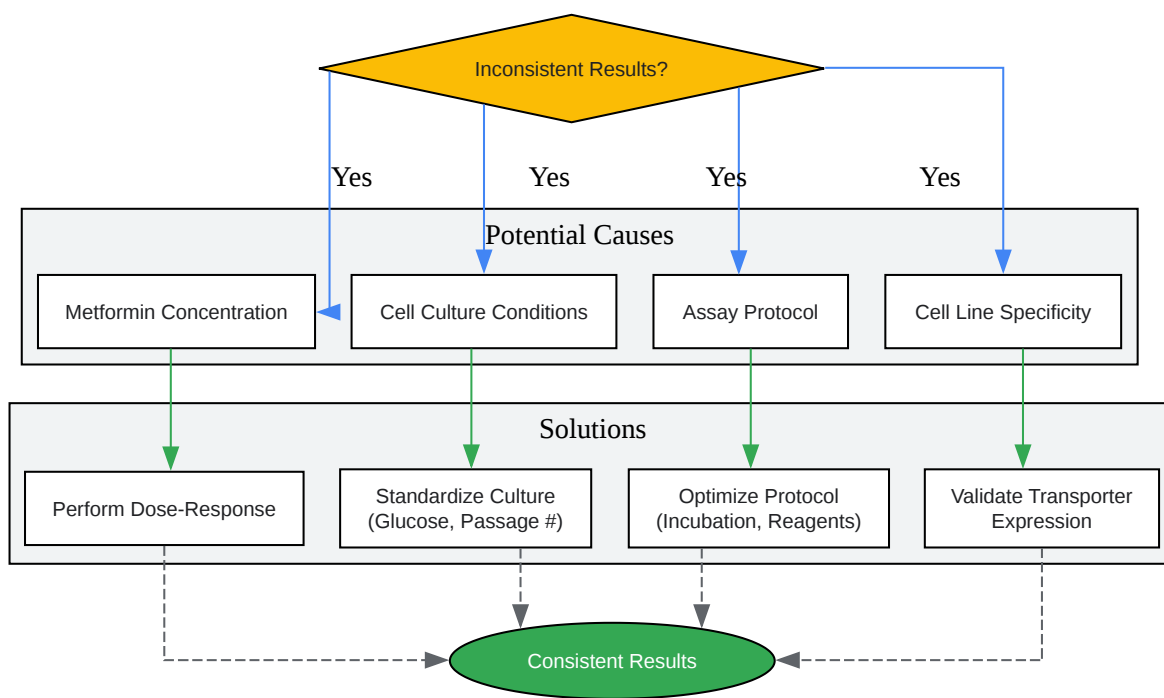 Inconsistent Results?
Yes
Yes
Yes
Yes
Potential Causes
Metformin Concentration
Cell Culture Conditions
Assay Protocol
Cell Line Specificity
Solutions
Perform Dose-Response
Standardize Culture
(Glucose, Passage #)
Optimize Protocol
(Incubation, Reagents)
Validate Transporter
Expression
Consistent Results